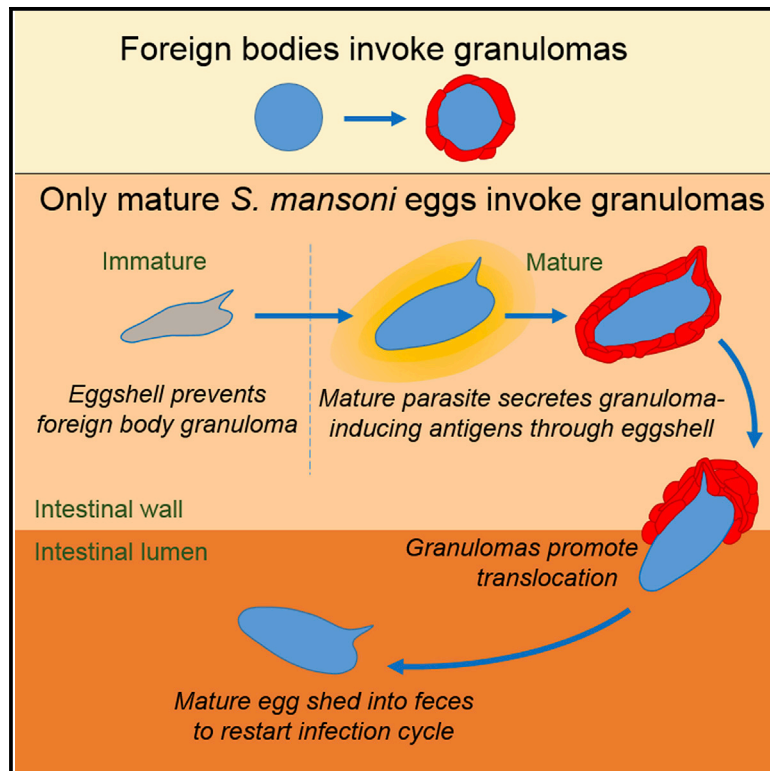 Foreign bodies invoke granulomas
Only mature S. mansoni eggs invoke granulomas
Immature
Mature
Eggshell prevents
foreign body granuloma
Mature parasite secretes granuloma-
inducing antigens through eggshell
Intestinal wall
Intestinal lumen
Granulomas promote
translocation
Mature egg shed into feces
to restart infection cycle